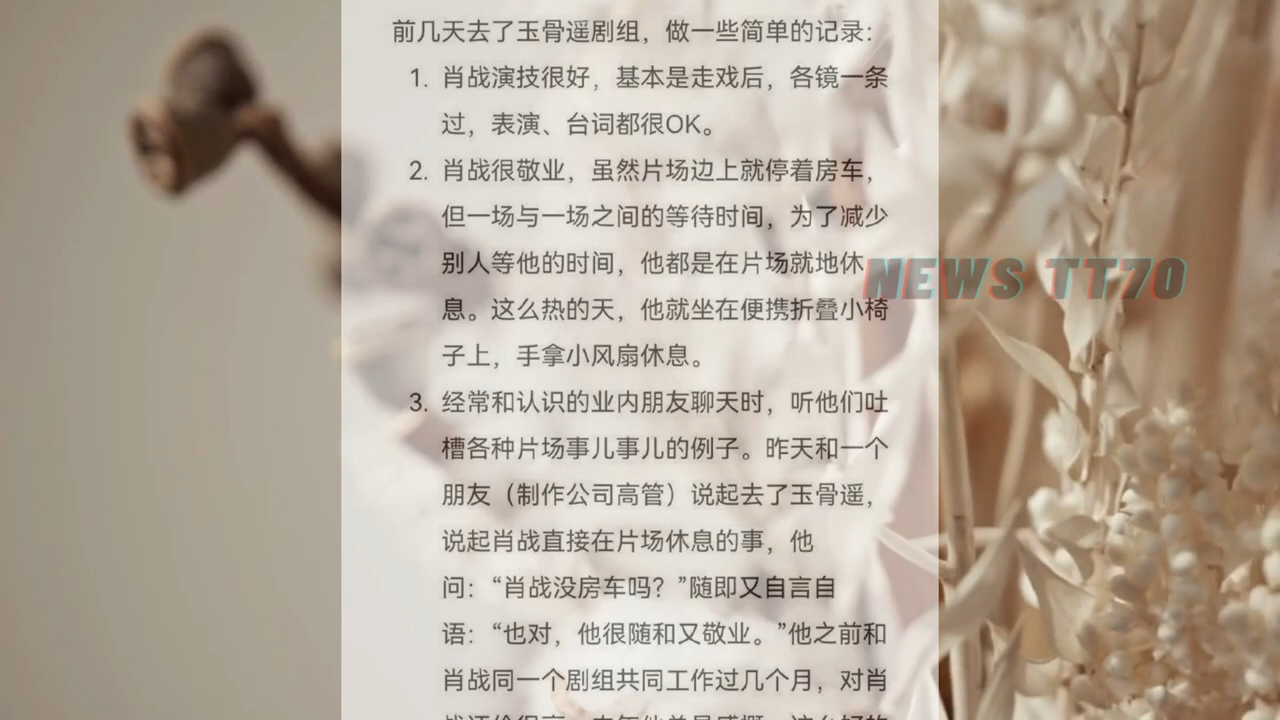 前几天去了玉骨遥剧组，做一些简单的记录：
1. 肖战演技很好，基本是走戏后，各镜一条
过，表演、台词都很OK。
2. 肖战很敬业，虽然片场边上就停着房车，
但一场与一场之间的等待时间，为了减少
别人等他的时间，他都是在片场就地休
息。这么热的天，他就坐在便携折叠小椅
子上，手拿小风扇休息。
3. 经常和认识的业内朋友聊天时，听他们吐
槽各种片场事儿事儿的例子。昨天和一个
朋友（制作公司高管）说起去了玉骨遥，
说起肖战直接在片场休息的事，他
问：“肖战没房车吗？”随即又自言自
语：“也对，他很随和又敬业。”他之前和
肖战同一个剧组共同工作过几个月，对肖
NEWS TT70